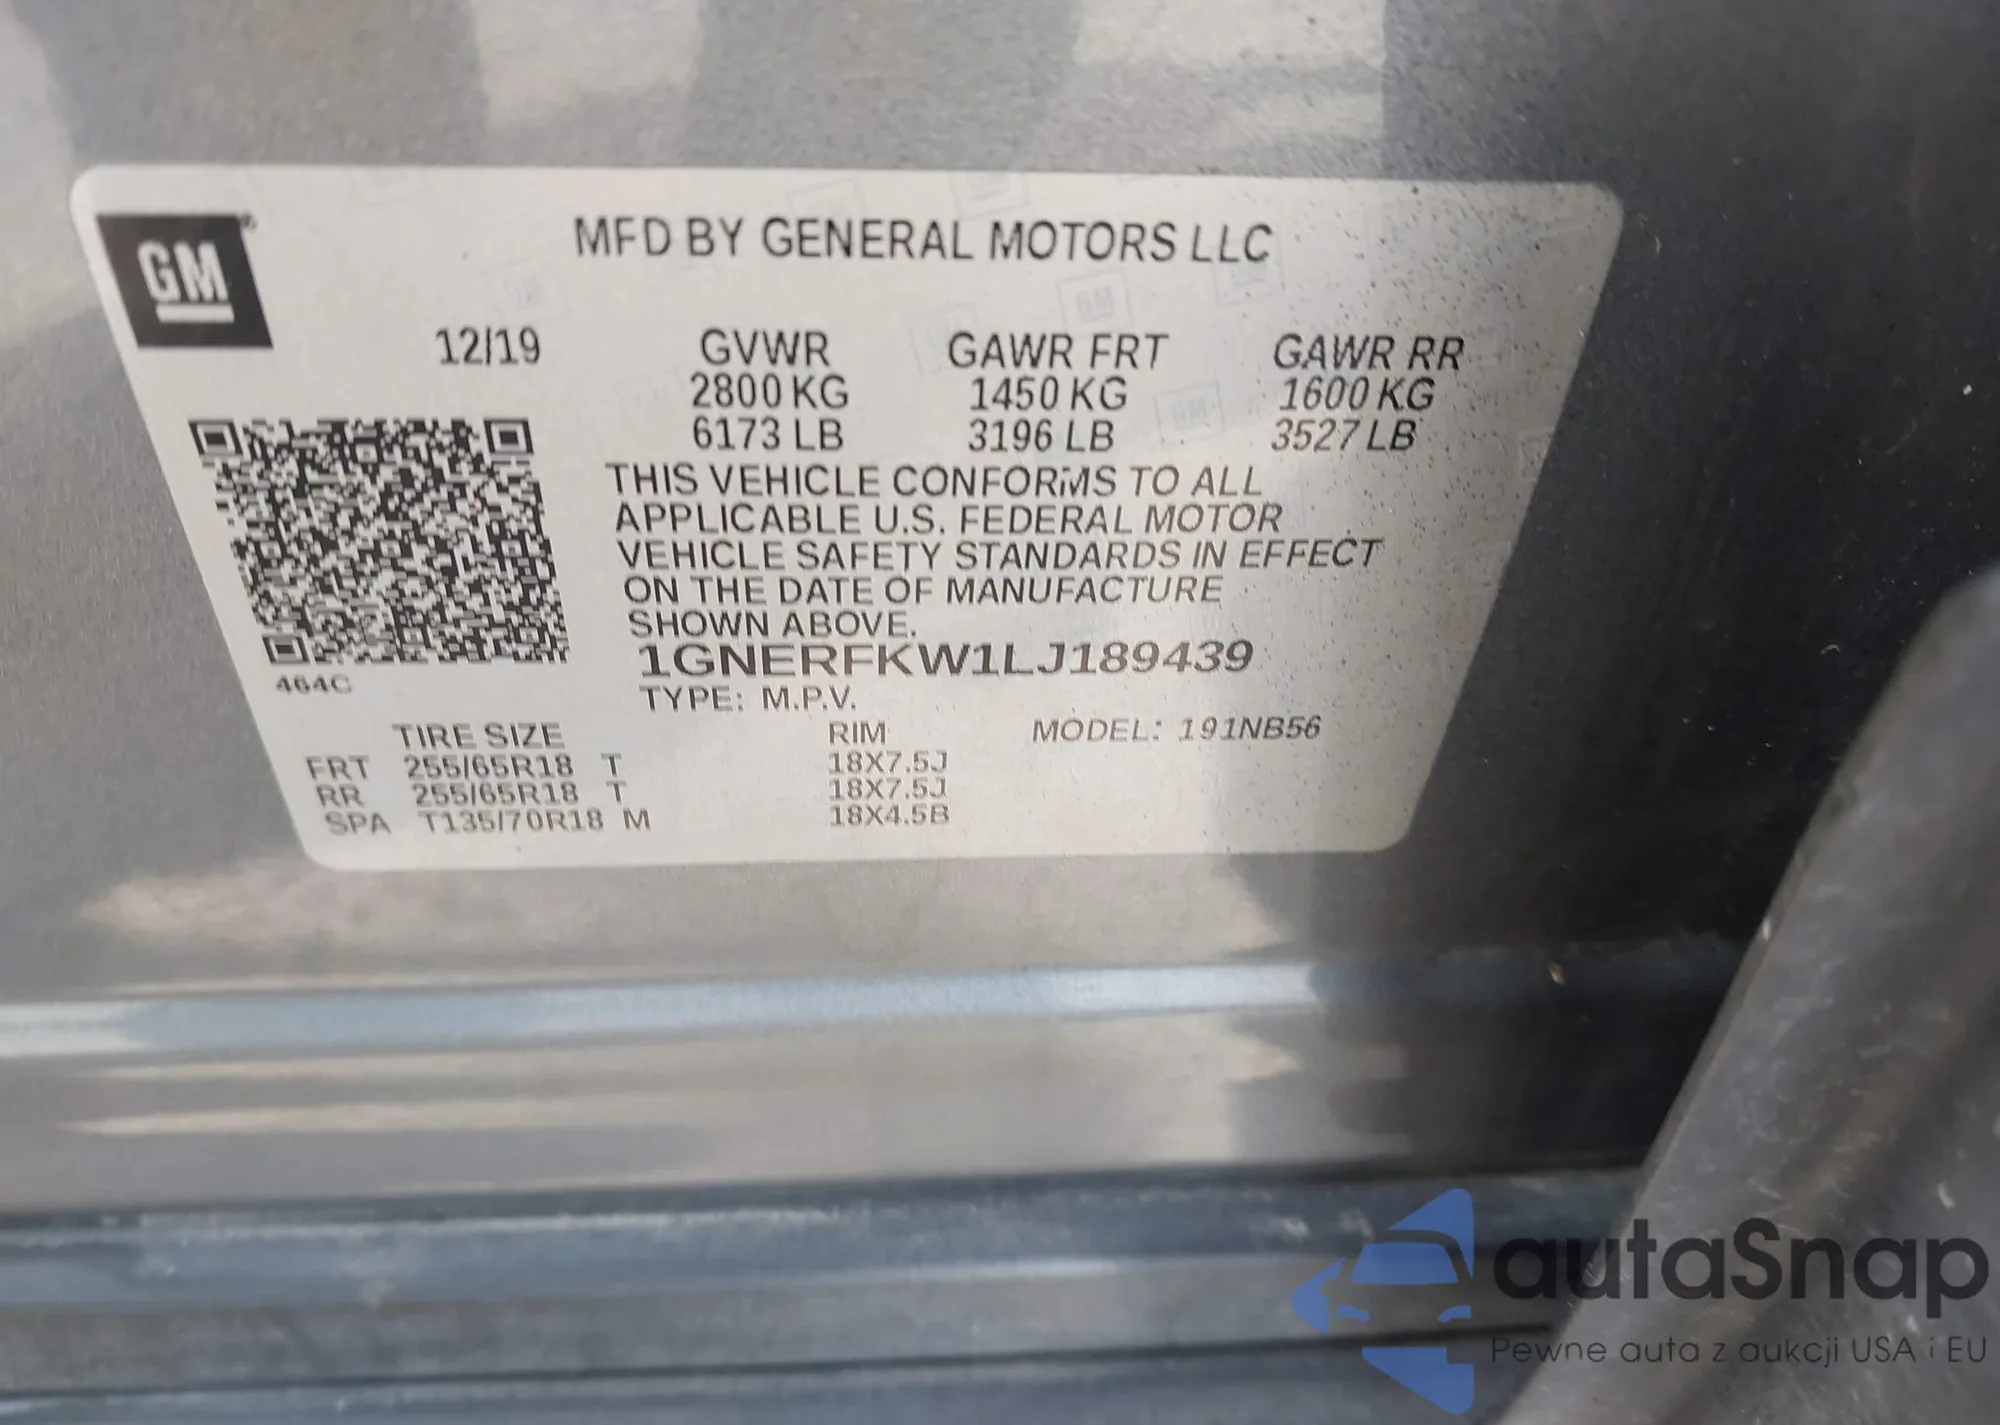 GM
MFD BY GENERAL MOTORS LLC
12/19 GVWR GAWR FRT GAWR RR
2800 KG 1450 KG 1600 KG
6173 LB 3196 LB 3527 LB
THIS VEHICLE CONFORMS TO ALL
APPLICABLE U.S. FEDERAL MOTOR
VEHICLE SAFETY STANDARDS IN EFFECT
ON THE DATE OF MANUFACTURE
SHOWN ABOVE.
1GNERFKW1LJ189439
464C
TYPE: M.P.V.
TIRE SIZE RIM MODEL: 191NB56
FRT 255/65R18 T 18X7.5J
RR 255/65R18 T 18X7.5J
SPA T135/70R18 M 18X4.5B
autaSnap
Pewne auta z aukcji USA i EU